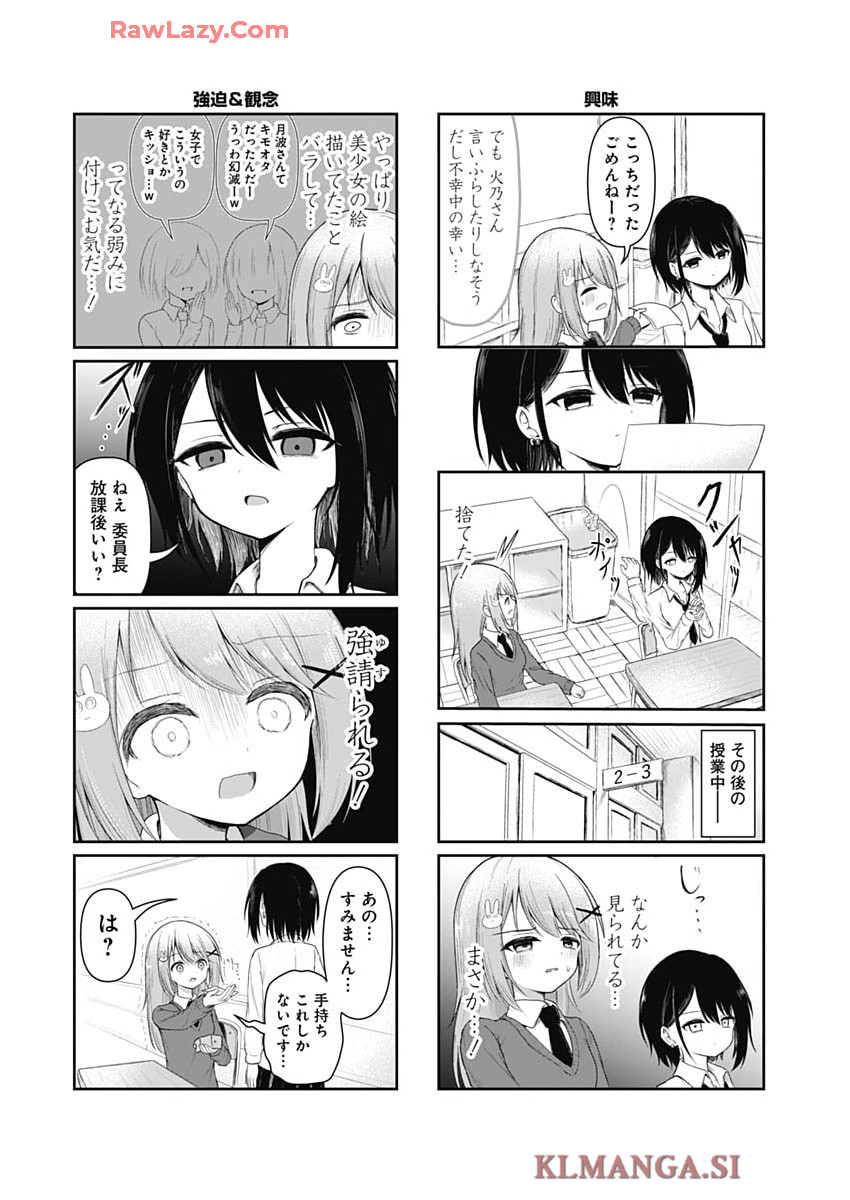 RawLazy.Com
興味
こっちだった
ごめんねー?
でも 火乃さん
言いふらしたりしなそう
だし不幸中の幸い…
グシャッ
ポイッ
捨てた!
その後の
授業中──
2-3
じっ…
なんか
見られてる…
まさか…
強迫&観念
やっぱり
美少女の絵
描いてたこと
バラして…
月波さんて
キモオタ
だったんだー
うっわ幻滅ーw
女子で
こういうの
好きとか
キッショ…w
ってなる弱みに
付けこむ気だ…!
ねぇ 委員長
放課後いい?
強請られる!
ゆす
あの…
すみません…
手持ち
これしか
ないです…
は?
KLMANGA.SI